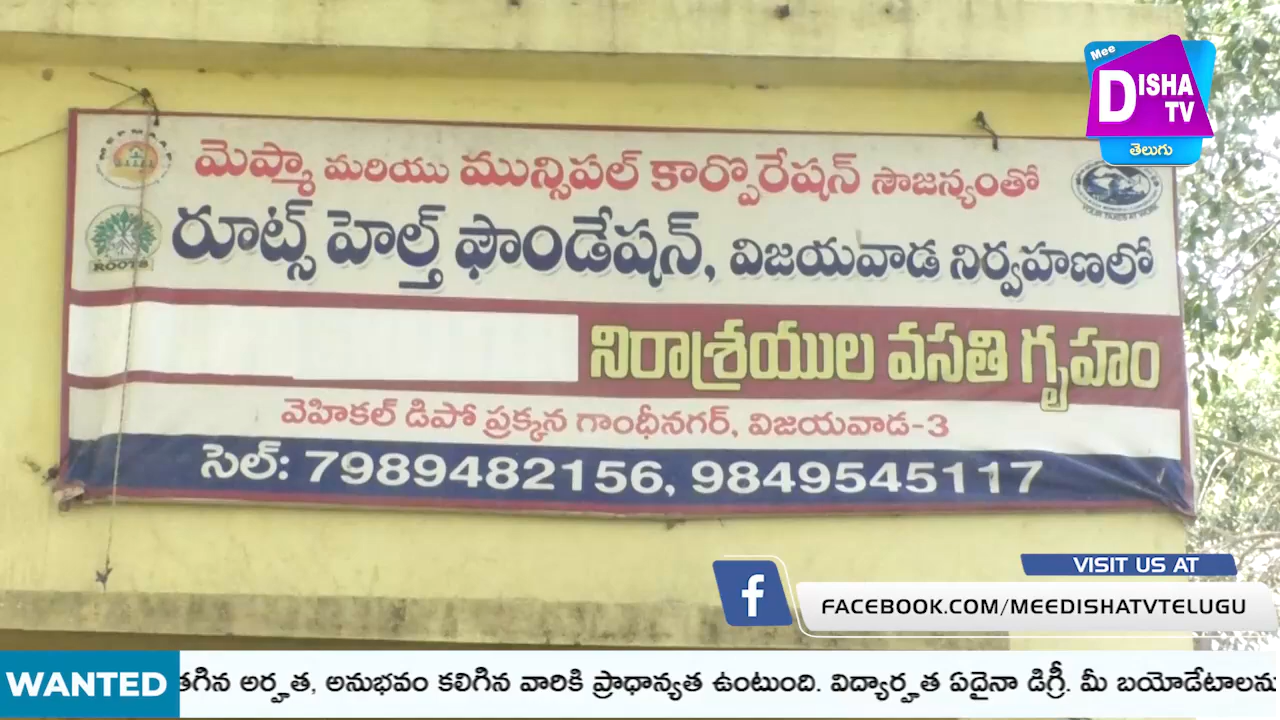 Mee
DISHA
TV
తెలుగు
మెప్మా మరియు మున్సిపల్ కార్పొరేషన్ సౌజన్యంతో
రూట్స్ హెల్త్ ఫౌండేషన్, విజయవాడ నిర్వహణలో
ROOTS
నిరాశ్రయుల వసతి గృహం
వెహికల్ డిపో ప్రక్కన గాంధీనగర్, విజయవాడ-3
సెల్: 7989482156, 9849545117
VISIT US AT
f FACEBOOK.COM/MEEDISHATVTELUGU
WANTED తగిన అర్హత, అనుభవం కలిగిన వారికి ప్రాధాన్యత ఉంటుంది. విద్యార్హత ఏదైనా డిగ్రీ. మీ బయోడేటాలను